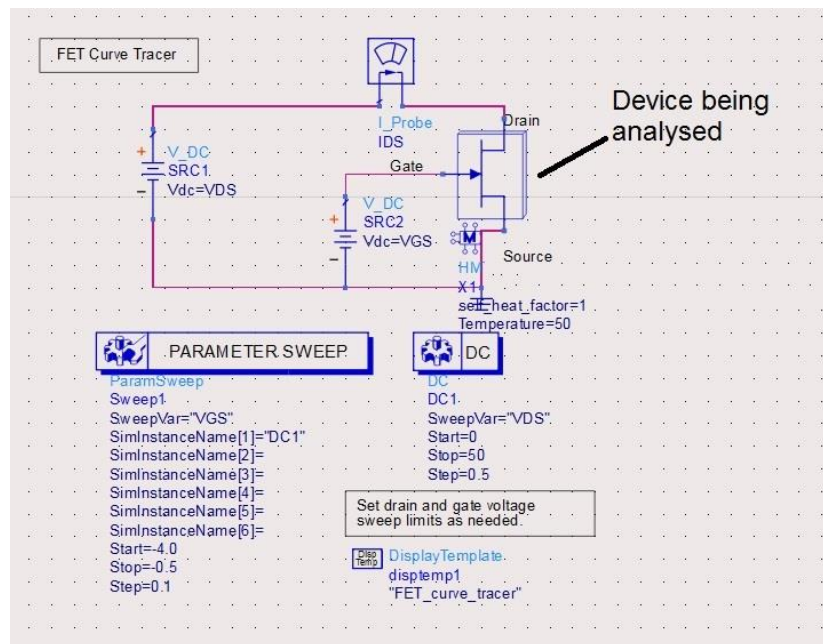 FET Curve Tracer
I_Probe
IDS
Drain
Device being
analysed
V_DC
SRC1
Vdc=VDS
Gate
V_DC
SRC2
Vdc=VGS
M
Source
HM
X1
self_heat_factor=1
Temperature=50
PARAMETER SWEEP
ParamSweep
Sweep1
SweepVar="VGS"
SimInstanceName[1]="DC1"
SimInstanceName[2]=
SimInstanceName[3]=
SimInstanceName[4]=
SimInstanceName[5]=
SimInstanceName[6]=
Start=-4.0
Stop=-0.5
Step=0.1
DC
DC
DC1
SweepVar="VDS"
Start=0
Stop=50
Step=0.5
Set drain and gate voltage
sweep limits as needed.
Disp
Temp
DisplayTemplate
disptemp1
"FET_curve_tracer"